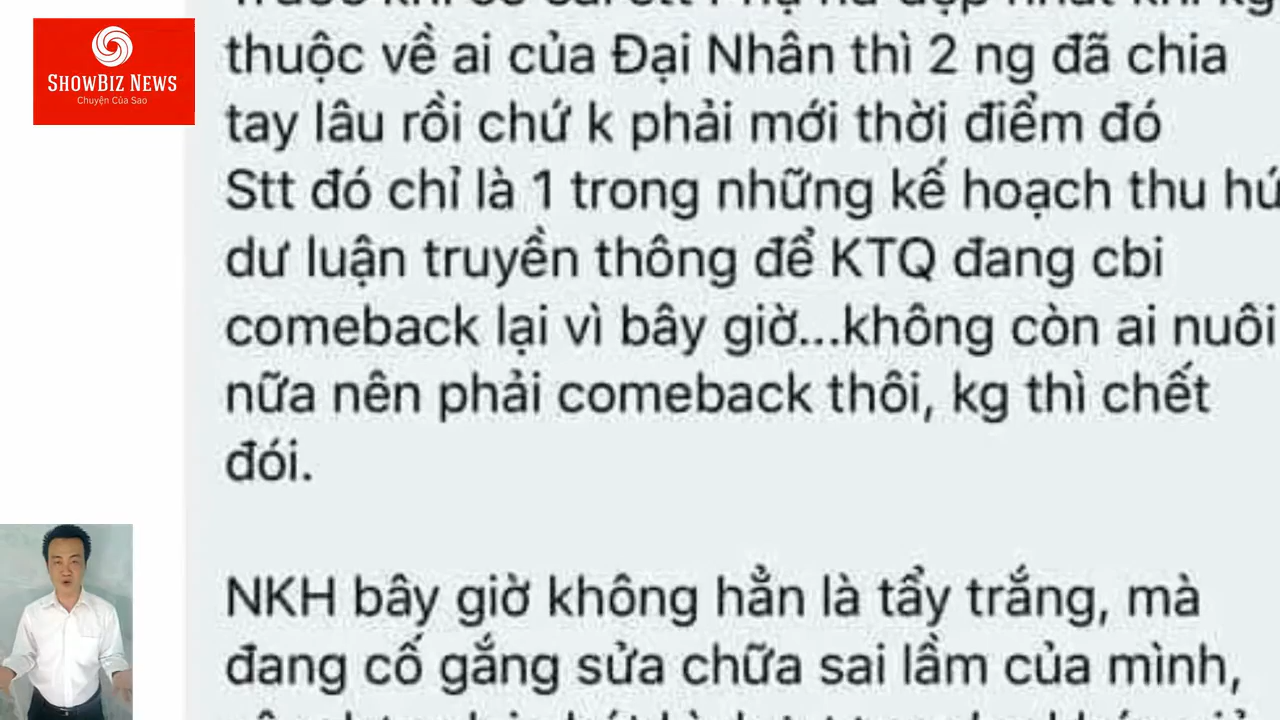 SHOWBIZ NEWS
Chuyện Của Sao
thuộc về ai của Đại Nhân thì 2 ng đã chia
tay lâu rồi chứ k phải mới thời điểm đó
Stt đó chỉ là 1 trong những kế hoạch thu
dư luận truyền thông để KTQ đang cbi
comeback lại vì bây giờ...không còn ai nuôi
nữa nên phải comeback thôi, kg thì chết
đói.
NKH bây giờ không hẳn là tẩy trắng, mà
đang cố gắng sửa chữa sai lầm của mình,